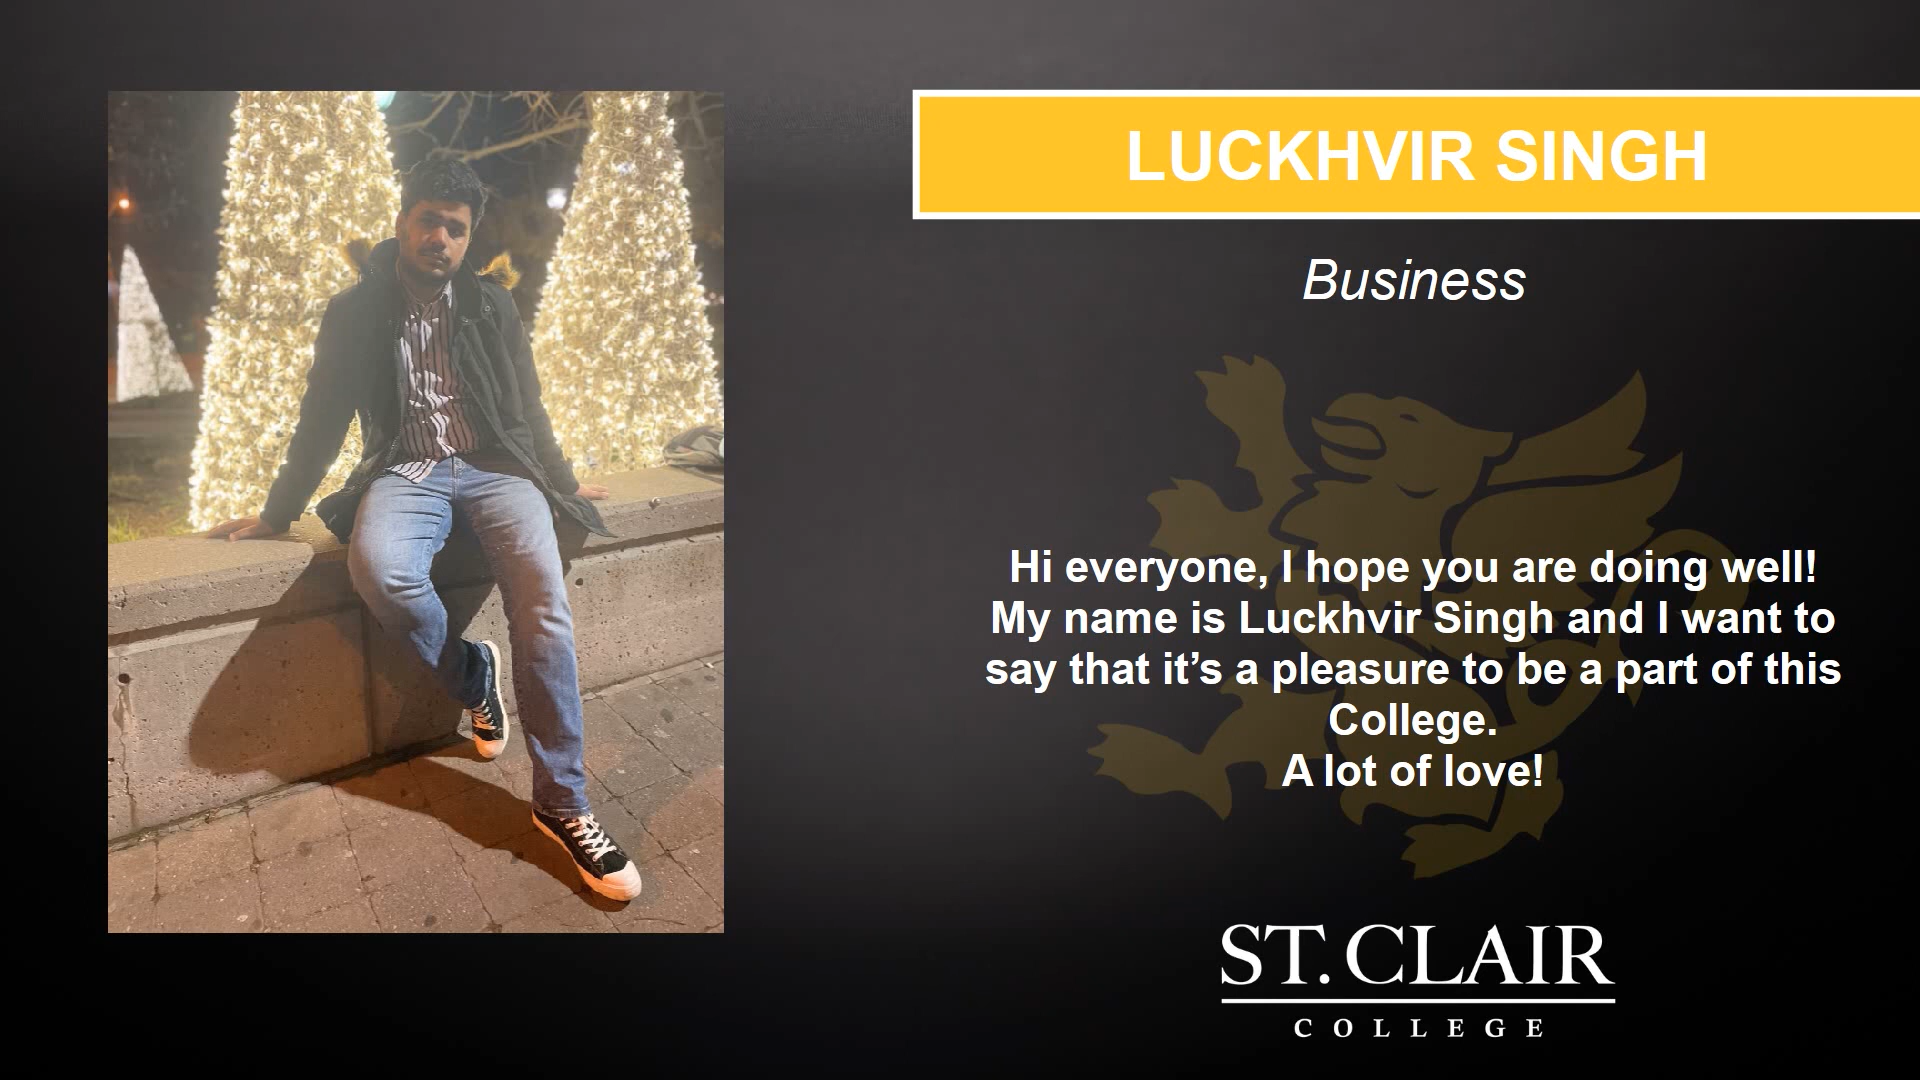 LUCKHVIR SINGH
Business
Hi everyone, I hope you are doing well!
My name is Luckhvir Singh and I want to
say that it’s a pleasure to be a part of this
College.
A lot of love!
ST. CLAIR
COLLEGE